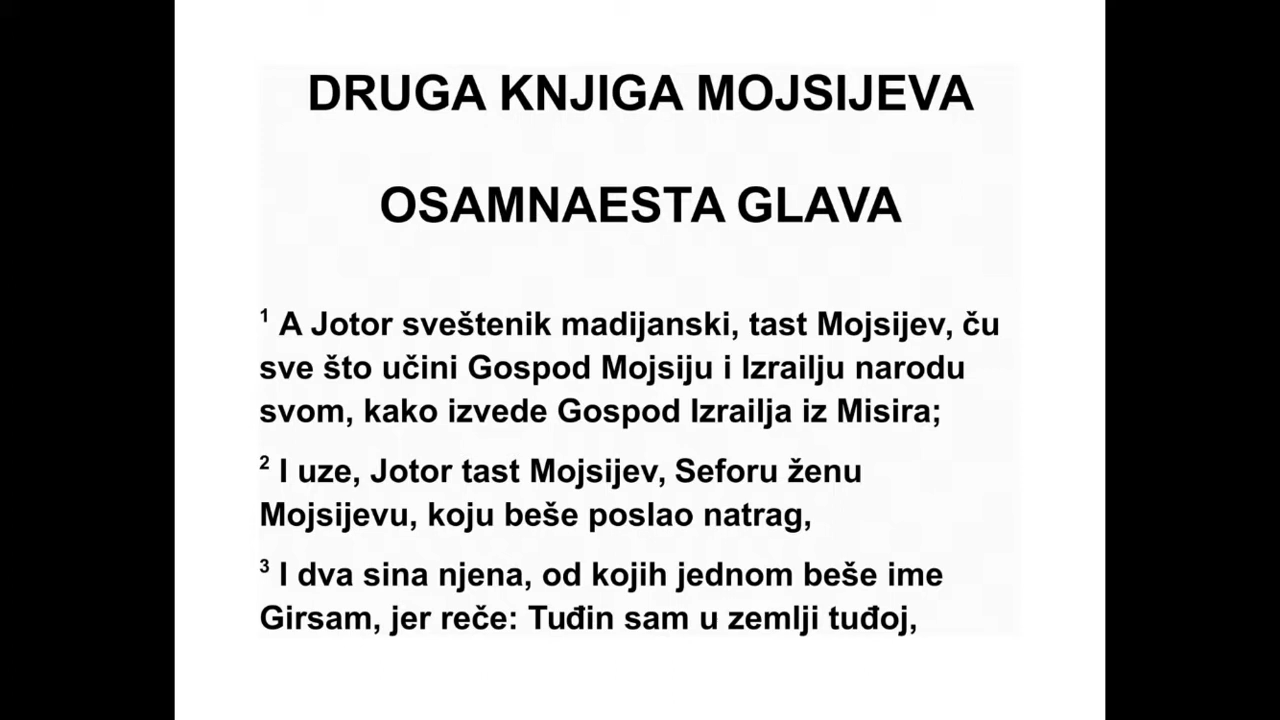 DRUGA KNJIGA MOJSIJEVA
OSAMNAESTA GLAVA
1 A Jotor sveštenik madijanski, tast Mojsijev, ču
sve što učini Gospod Mojsiju i Izrailju narodu
svom, kako izvede Gospod Izrailja iz Misira;
2 I uze, Jotor tast Mojsijev, Seforu ženu
Mojsijevu, koju beše poslao natrag,
3 I dva sina njena, od kojih jednom beše ime
Girsam, jer reče: Tuđin sam u zemlji tuđoj,